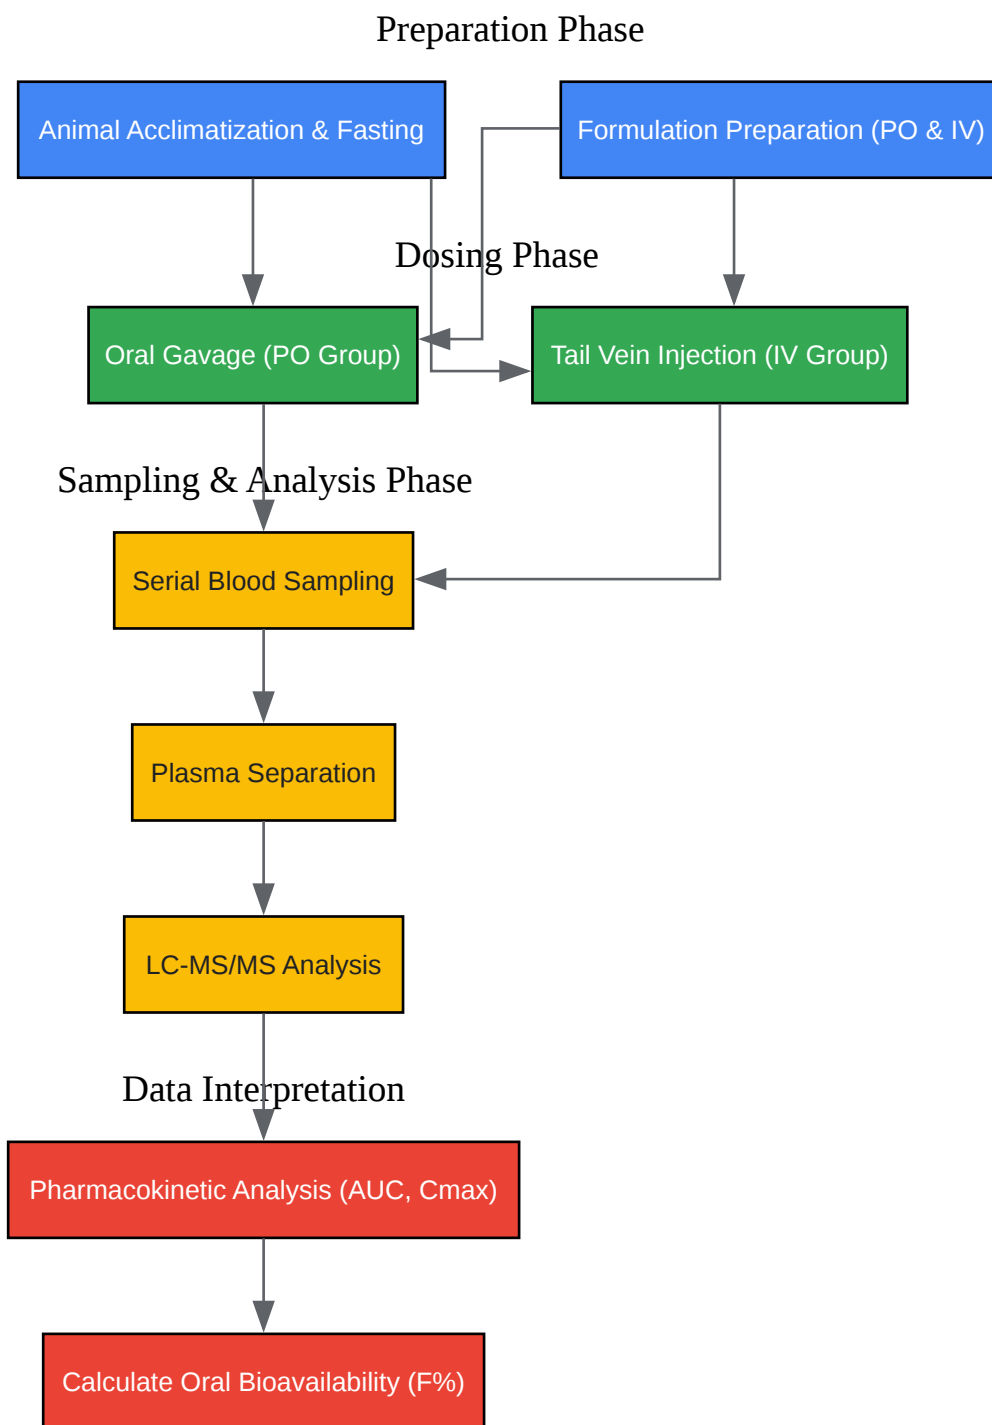 Preparation Phase
Animal Acclimatization & Fasting
Formulation Preparation (PO & IV)
Dosing Phase
Oral Gavage (PO Group)
Tail Vein Injection (IV Group)
Sampling & Analysis Phase
Serial Blood Sampling
Plasma Separation
LC-MS/MS Analysis
Data Interpretation
Pharmacokinetic Analysis (AUC, Cmax)
Calculate Oral Bioavailability (F%)